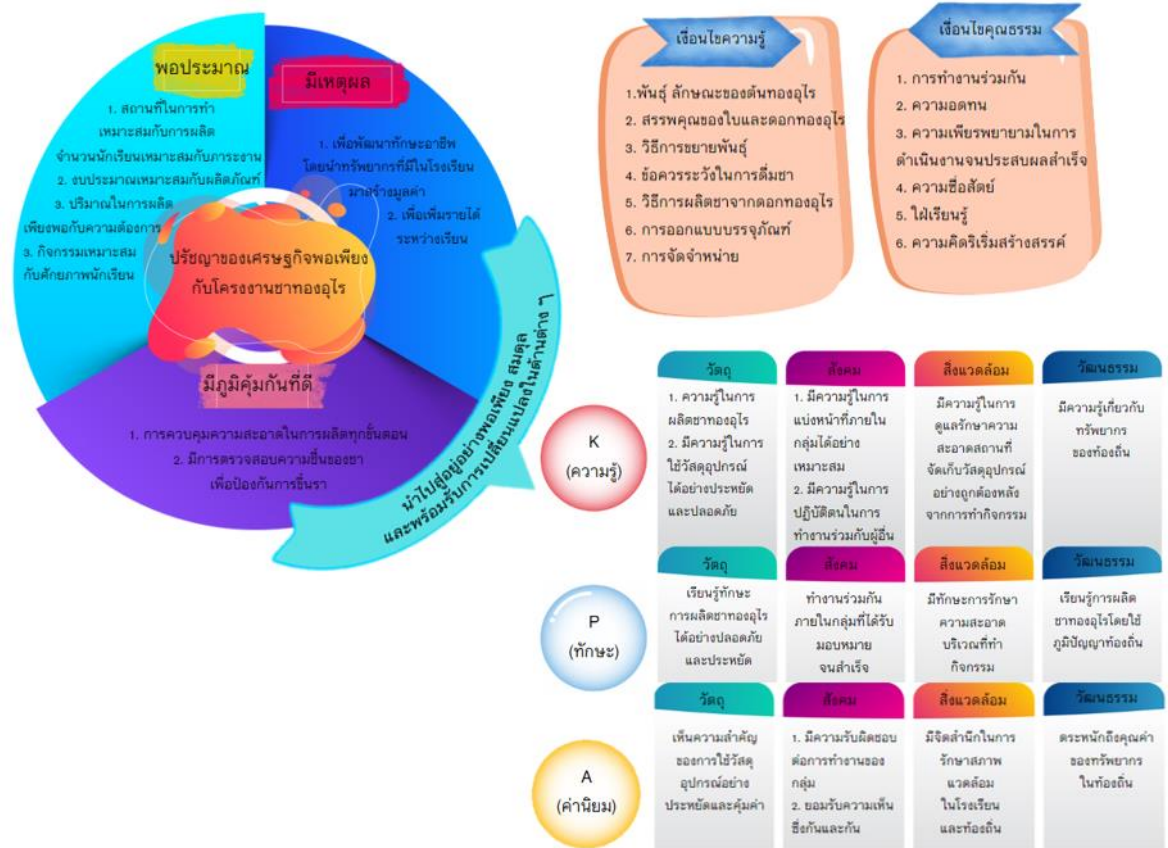 พอประมาณ
1. สถานที่ในการทำ
เหมาะสมกับการผลิต
จำนวนนักเรียนเหมาะสมกับภาระงาน
2. งบประมาณเหมาะสมกับผลิตภัณฑ์
3. ปริมาณในการผลิต
เพียงพอกับความต้องการ
3. กิจกรรมเหมาะสม
กับศักยภาพนักเรียน
มีเหตุผล
1. เพื่อพัฒนาทักษะอาชีพ
โดยนำทรัพยากรที่มีในโรงเรียน
มาสร้างมูลค่า
2. เพื่อเพิ่มรายได้
ระหว่างเรียน
ปรัชญาของเศรษฐกิจพอเพียง
กับโครงงานชาทองอุไร
มีภูมิคุ้มกันที่ดี
1. การควบคุมความสะอาดในการผลิตทุกขั้นตอน
2. มีการตรวจสอบความชื้นของชา
เพื่อป้องกันการขึ้นรา
นำไปสู่อยู่อย่างพอเพียง สมดุล
และพร้อมรับการเปลี่ยนแปลงในด้านต่าง ๆ
เงื่อนไขความรู้
1.พันธุ์ ลักษณะของต้นทองอุไร
2. สรรพคุณของใบและดอกทองอุไร
3. วิธีการขยายพันธุ์
4. ข้อควรระวังในการดื่มชา
5. วิธีการผลิตชาจากดอกทองอุไร
6. การออกแบบบรรจุภัณฑ์
7. การจัดจำหน่าย
เงื่อนไขคุณธรรม
1. การทำงานร่วมกัน
2. ความอดทน
3. ความเพียรพยายามในการ
ดำเนินงานจนประสบผลสำเร็จ
4. ความซื่อสัตย์
5. ใฝ่เรียนรู้
6. ความคิดริเริ่มสร้างสรรค์
K
(ความรู้)
วัตถุ
1. ความรู้ในการ
ผลิตชาทองอุไร
2. มีความรู้ในการ
ใช้วัสดุอุปกรณ์
ได้อย่างประหยัด
และปลอดภัย
สังคม
1. มีความรู้ในการ
แบ่งหน้าที่ภายใน
กลุ่มได้อย่าง
เหมาะสม
2. มีความรู้ในการ
ปฏิบัติตนในการ
ทำงานร่วมกับผู้อื่น
สิ่งแวดล้อม
มีความรู้ในการ
ดูแลรักษาความ
สะอาดสถานที่
จัดเก็บวัสดุอุปกรณ์
อย่างถูกต้องหลัง
จากการทำกิจกรรม
วัฒนธรรม
มีความรู้เกี่ยวกับ
ทรัพยากร
ของท้องถิ่น
P
(ทักษะ)
วัตถุ
เรียนรู้ทักษะ
การผลิตชาทองอุไร
ได้อย่างปลอดภัย
และประหยัด
สังคม
ทำงานร่วมกัน
ภายในกลุ่มที่ได้รับ
มอบหมาย
จนสำเร็จ
สิ่งแวดล้อม
มีทักษะการรักษา
ความสะอาด
บริเวณที่ทำ
กิจกรรม
วัฒนธรรม
เรียนรู้การผลิต
ชาทองอุไรโดยใช้
ภูมิปัญญาท้องถิ่น
A
(ค่านิยม)
วัตถุ
เห็นความสำคัญ
ของการใช้วัสดุ
อุปกรณ์อย่าง
ประหยัดและคุ้มค่า
สังคม
1. มีความรับผิดชอบ
ต่อการทำงานของ
กลุ่ม
2. ยอมรับความเห็น
ซึ่งกันและกัน
สิ่งแวดล้อม
มีจิตสำนึกในการ
รักษาสภาพ
แวดล้อม
ในโรงเรียน
และท้องถิ่น
วัฒนธรรม
ตระหนักถึงคุณค่า
ของทรัพยากร
ในท้องถิ่น